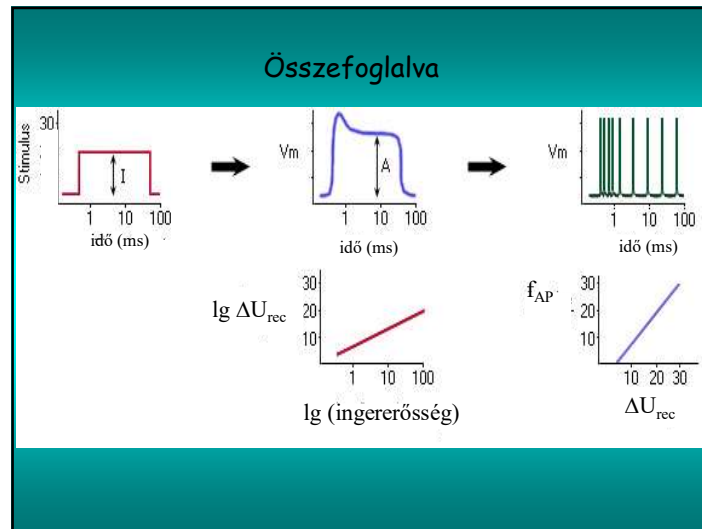 Összefoglalva
Stimulus
30
I
1 10 100
idő (ms)
Vm
A
1 10 100
idő (ms)
Vm
1 10 100
idő (ms)
lg ΔUrec
30
20
10
1 10 100
lg (ingererősség)
fAP
30
20
10
10 20 30
ΔUrec